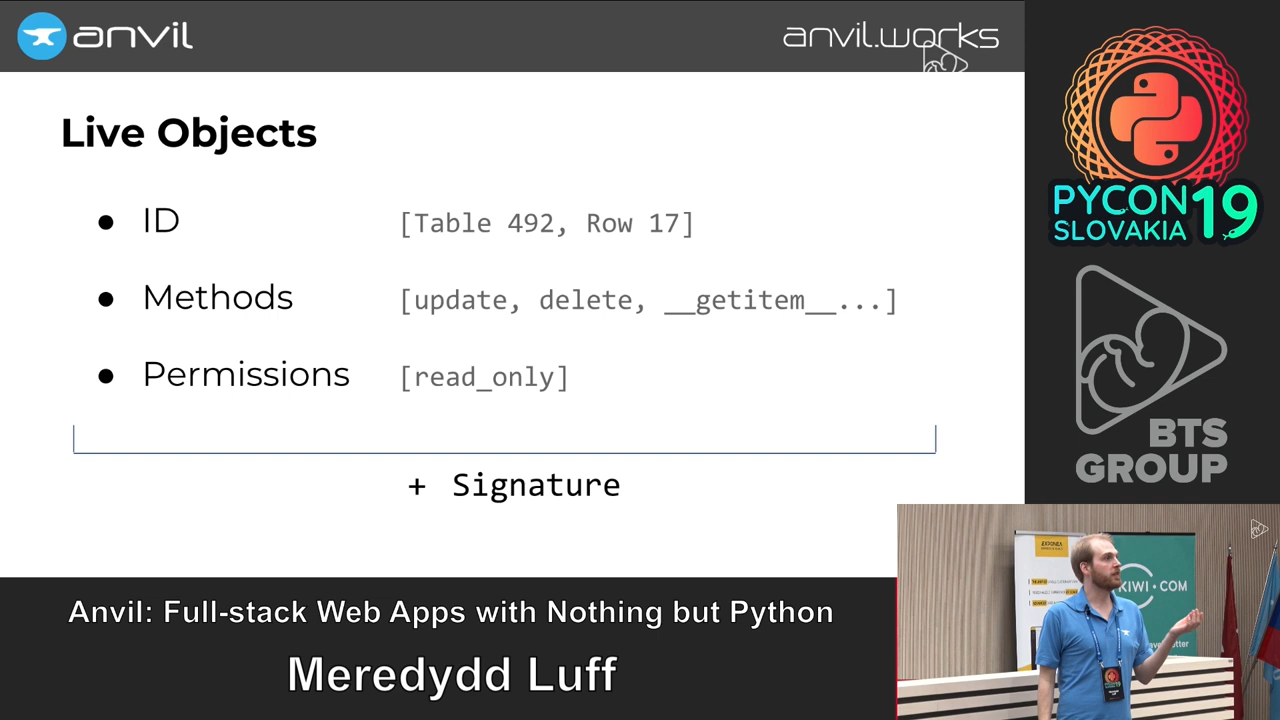 anvil
anvil.works
Live Objects
● ID [Table 492, Row 17]
● Methods [update, delete, __getitem__...]
● Permissions [read_only]
+ Signature
PYCON 19
SLOVAKIA
BTS
GROUP
KIWI.COM
Anvil: Full-stack Web Apps with Nothing but Python
Meredydd Luff